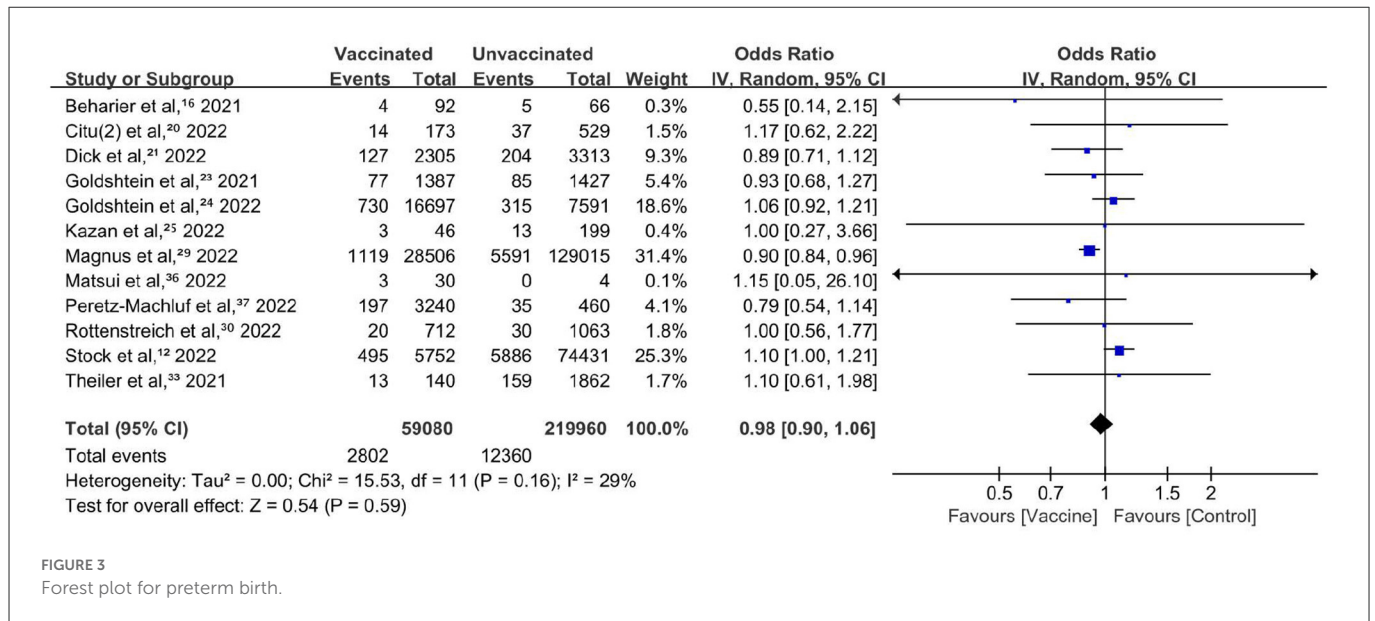 Vaccinated Unvaccinated Odds Ratio Odds Ratio
Study or Subgroup Events Total Events Total Weight IV, Random, 95% CI IV, Random, 95% CI
Beharier et al,¹⁶ 2021 4 92 5 66 0.3% 0.55 [0.14, 2.15]
Citu(2) et al,²⁰ 2022 14 173 37 529 1.5% 1.17 [0.62, 2.22]
Dick et al,²¹ 2022 127 2305 204 3313 9.3% 0.89 [0.71, 1.12]
Goldshtein et al,²³ 2021 77 1387 85 1427 5.4% 0.93 [0.68, 1.27]
Goldshtein et al,²⁴ 2022 730 16697 315 7591 18.6% 1.06 [0.92, 1.21]
Kazan et al,²⁵ 2022 3 46 13 199 0.4% 1.00 [0.27, 3.66]
Magnus et al,²⁹ 2022 1119 28506 5591 129015 31.4% 0.90 [0.84, 0.96]
Matsui et al,³⁶ 2022 3 30 0 4 0.1% 1.15 [0.05, 26.10]
Peretz-Machluf et al,³⁷ 2022 197 3240 35 460 4.1% 0.79 [0.54, 1.14]
Rottenstreich et al,³⁰ 2022 20 712 30 1063 1.8% 1.00 [0.56, 1.77]
Stock et al,¹² 2022 495 5752 5886 74431 25.3% 1.10 [1.00, 1.21]
Theiler et al,³³ 2021 13 140 159 1862 1.7% 1.10 [0.61, 1.98]
Total (95% CI) 59080 219960 100.0% 0.98 [0.90, 1.06]
Total events 2802 12360
Heterogeneity: Tau² = 0.00; Chi² = 15.53, df = 11 (P = 0.16); I² = 29%
Test for overall effect: Z = 0.54 (P = 0.59)
0.5 0.7 1 1.5 2
Favours [Vaccine] Favours [Control]
FIGURE 3
Forest plot for preterm birth.